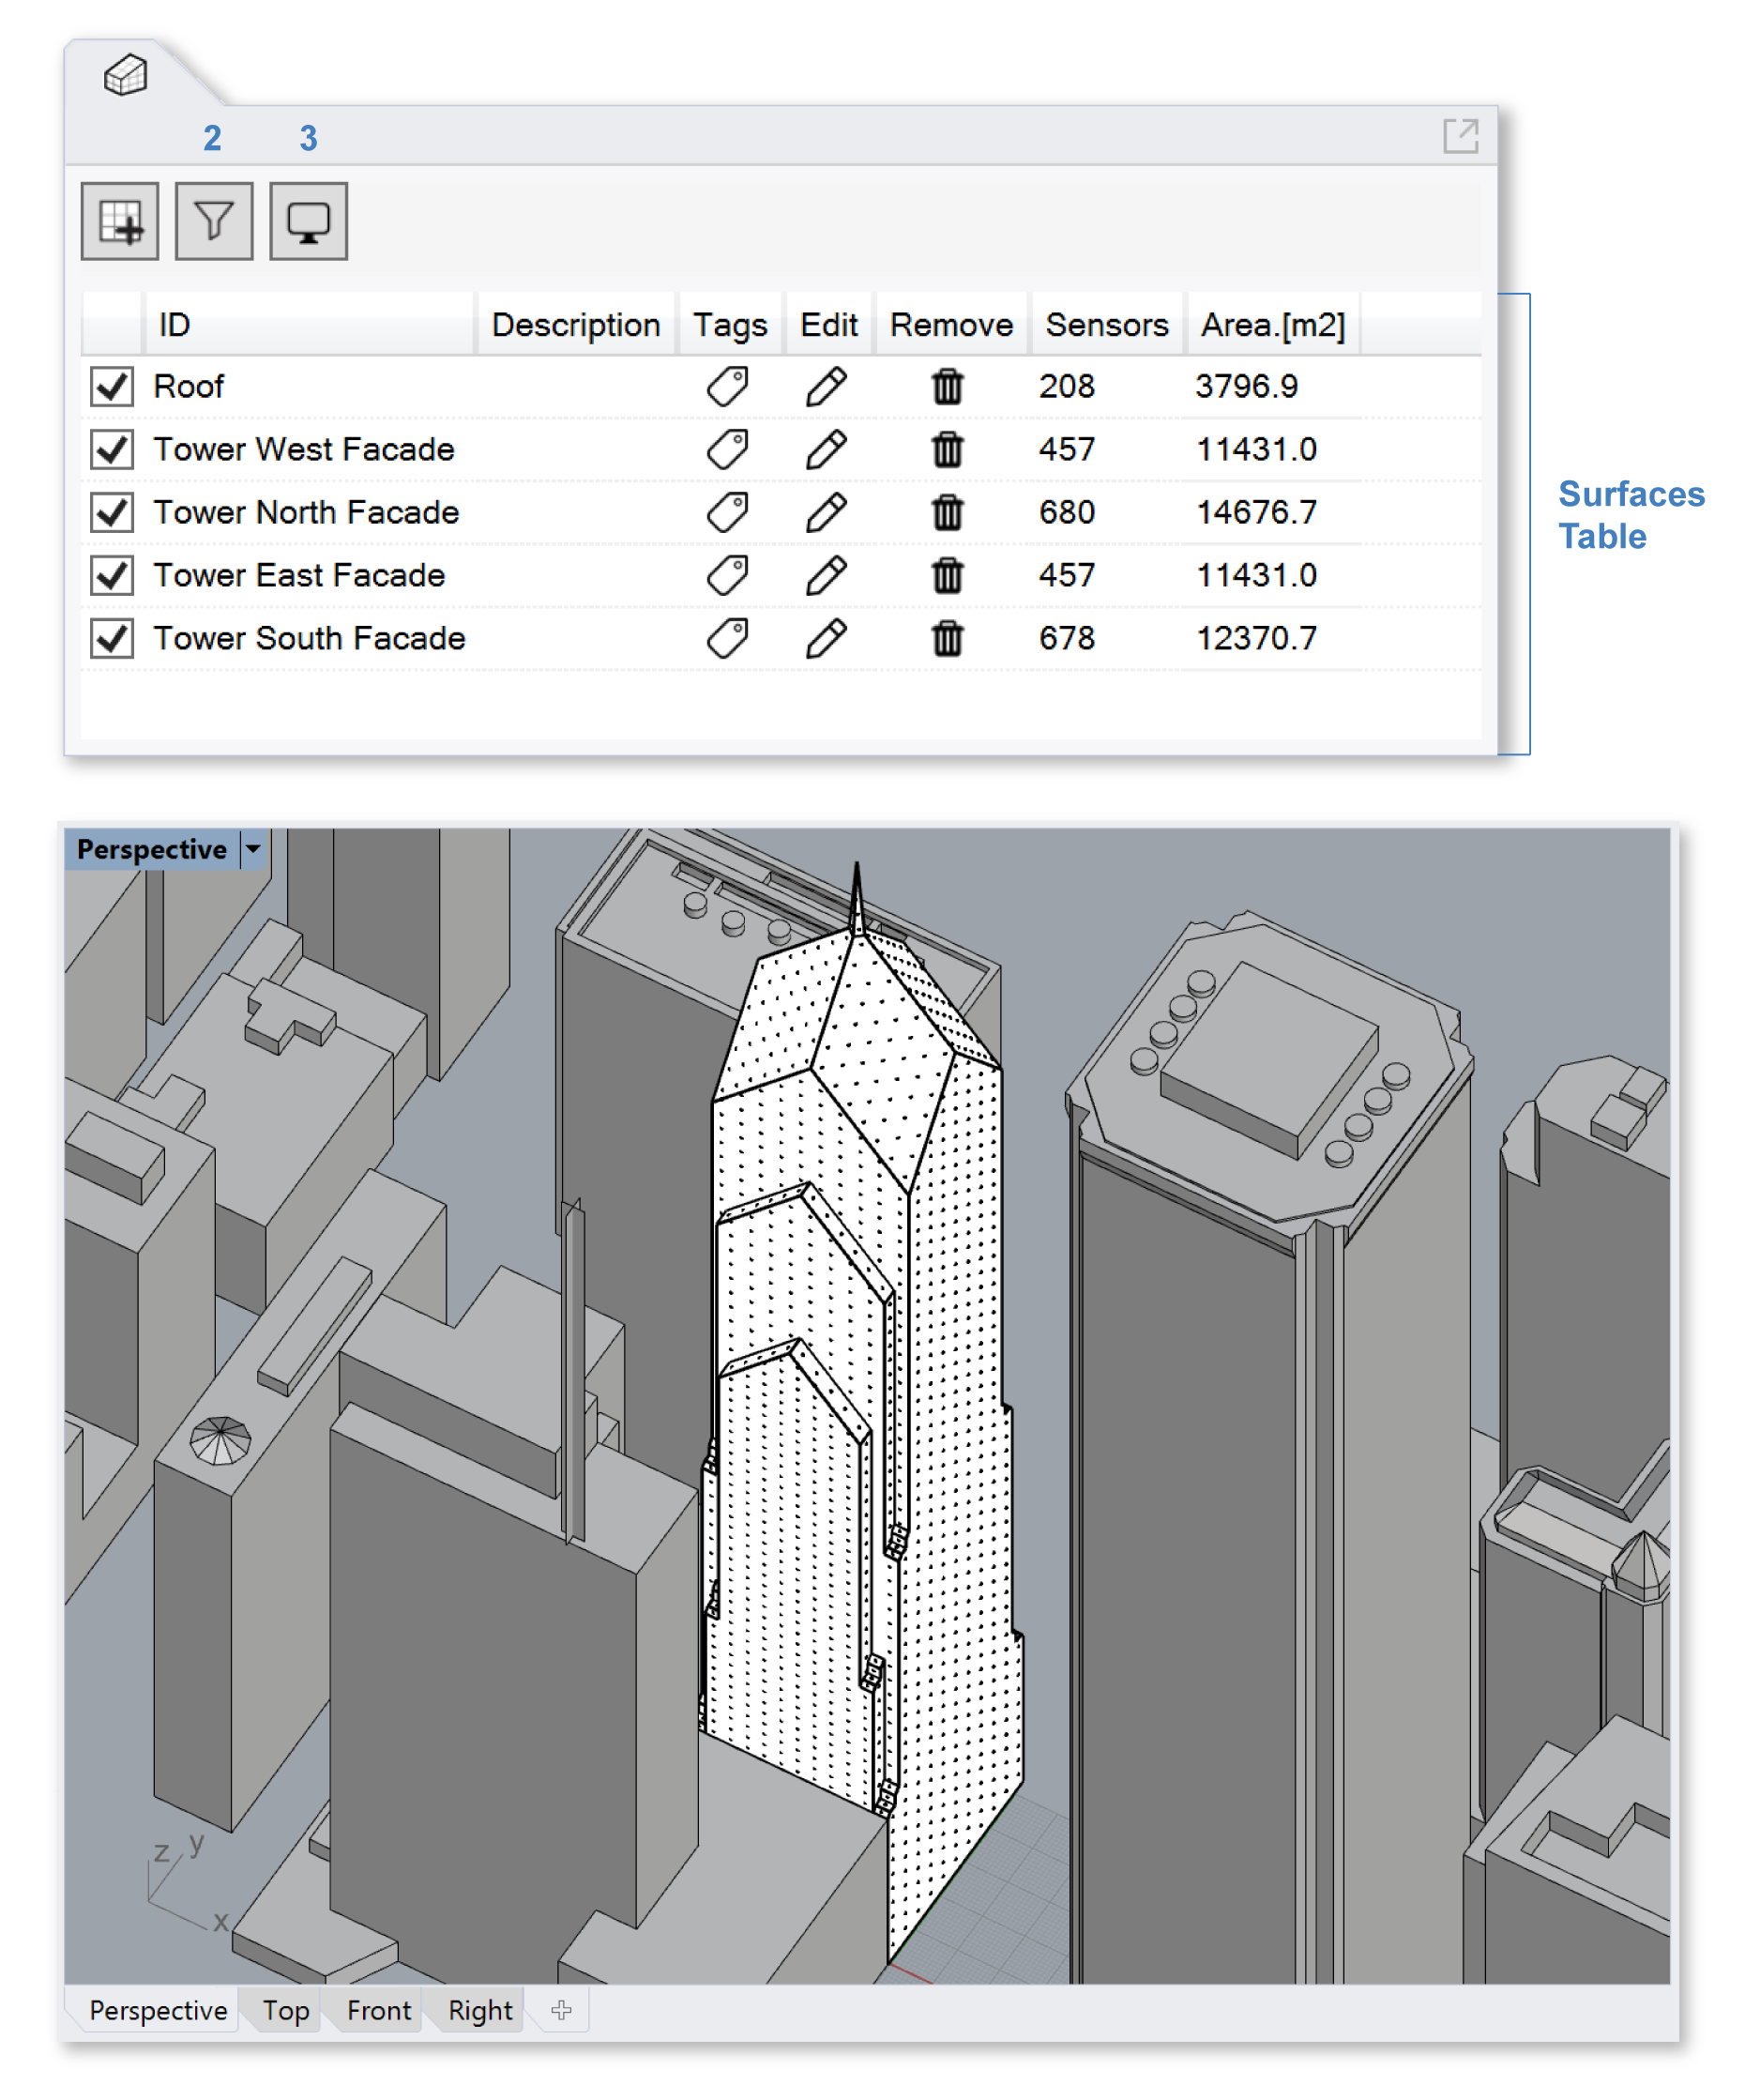 2 3
ID Description Tags Edit Remove Sensors Area.[m2]
Roof 208 3796.9
Tower West Facade 457 11431.0
Tower North Facade 680 14676.7
Tower East Facade 457 11431.0
Tower South Facade 678 12370.7
Surfaces
Table
Perspective
z y
x
Perspective Top Front Right